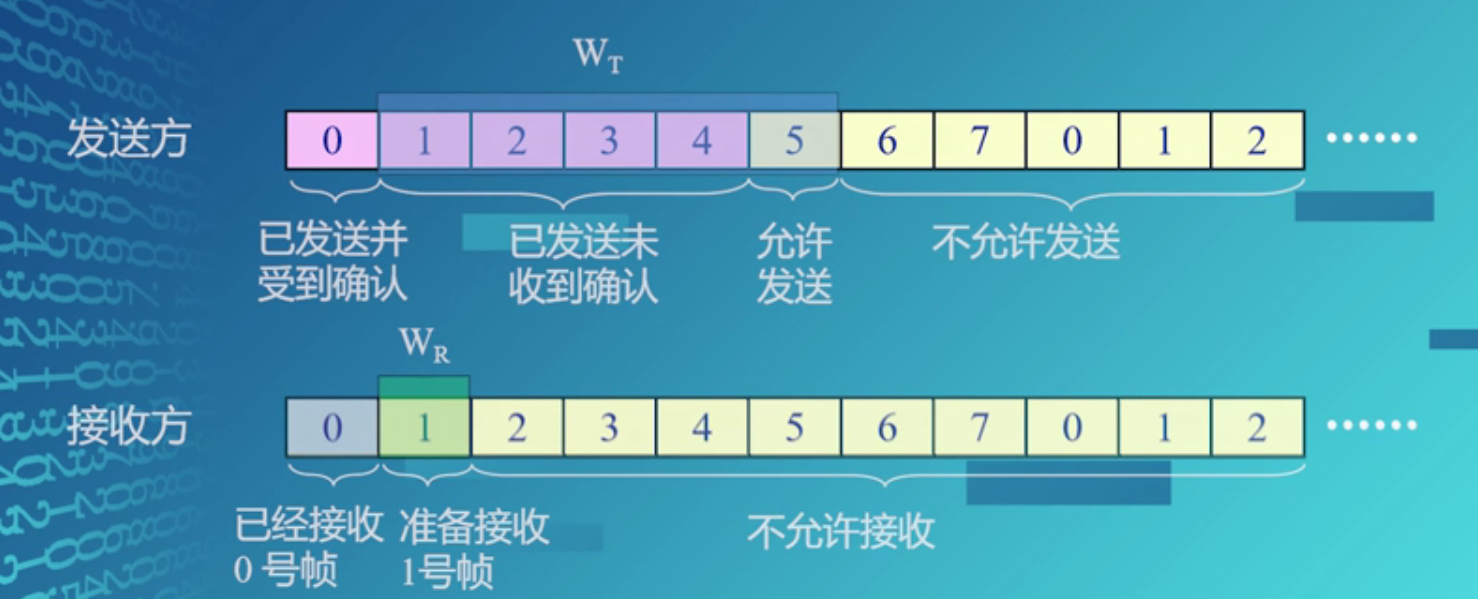 W_T
发送方 0 1 2 3 4 5 6 7 0 1 2 ······
已发送并 已发送未 允许 不允许发送
受到确认 收到确认 发送
W_R
接收方 0 1 2 3 4 5 6 7 0 1 2 ······
已经接收 准备接收 不允许接收
0 号帧 1号帧